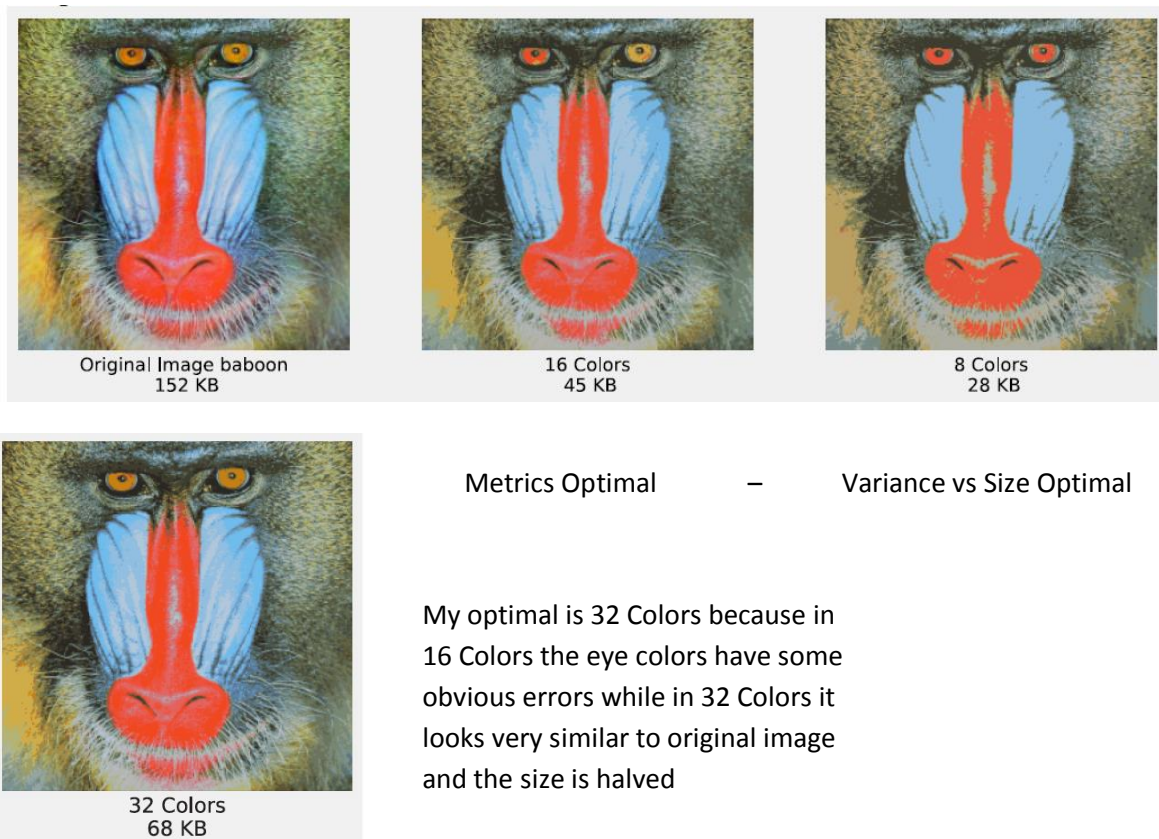 Original Image baboon
152 KB
16 Colors
45 KB
8 Colors
28 KB
Metrics Optimal – Variance vs Size Optimal
My optimal is 32 Colors because in
16 Colors the eye colors have some
obvious errors while in 32 Colors it
looks very similar to original image
and the size is halved
32 Colors
68 KB